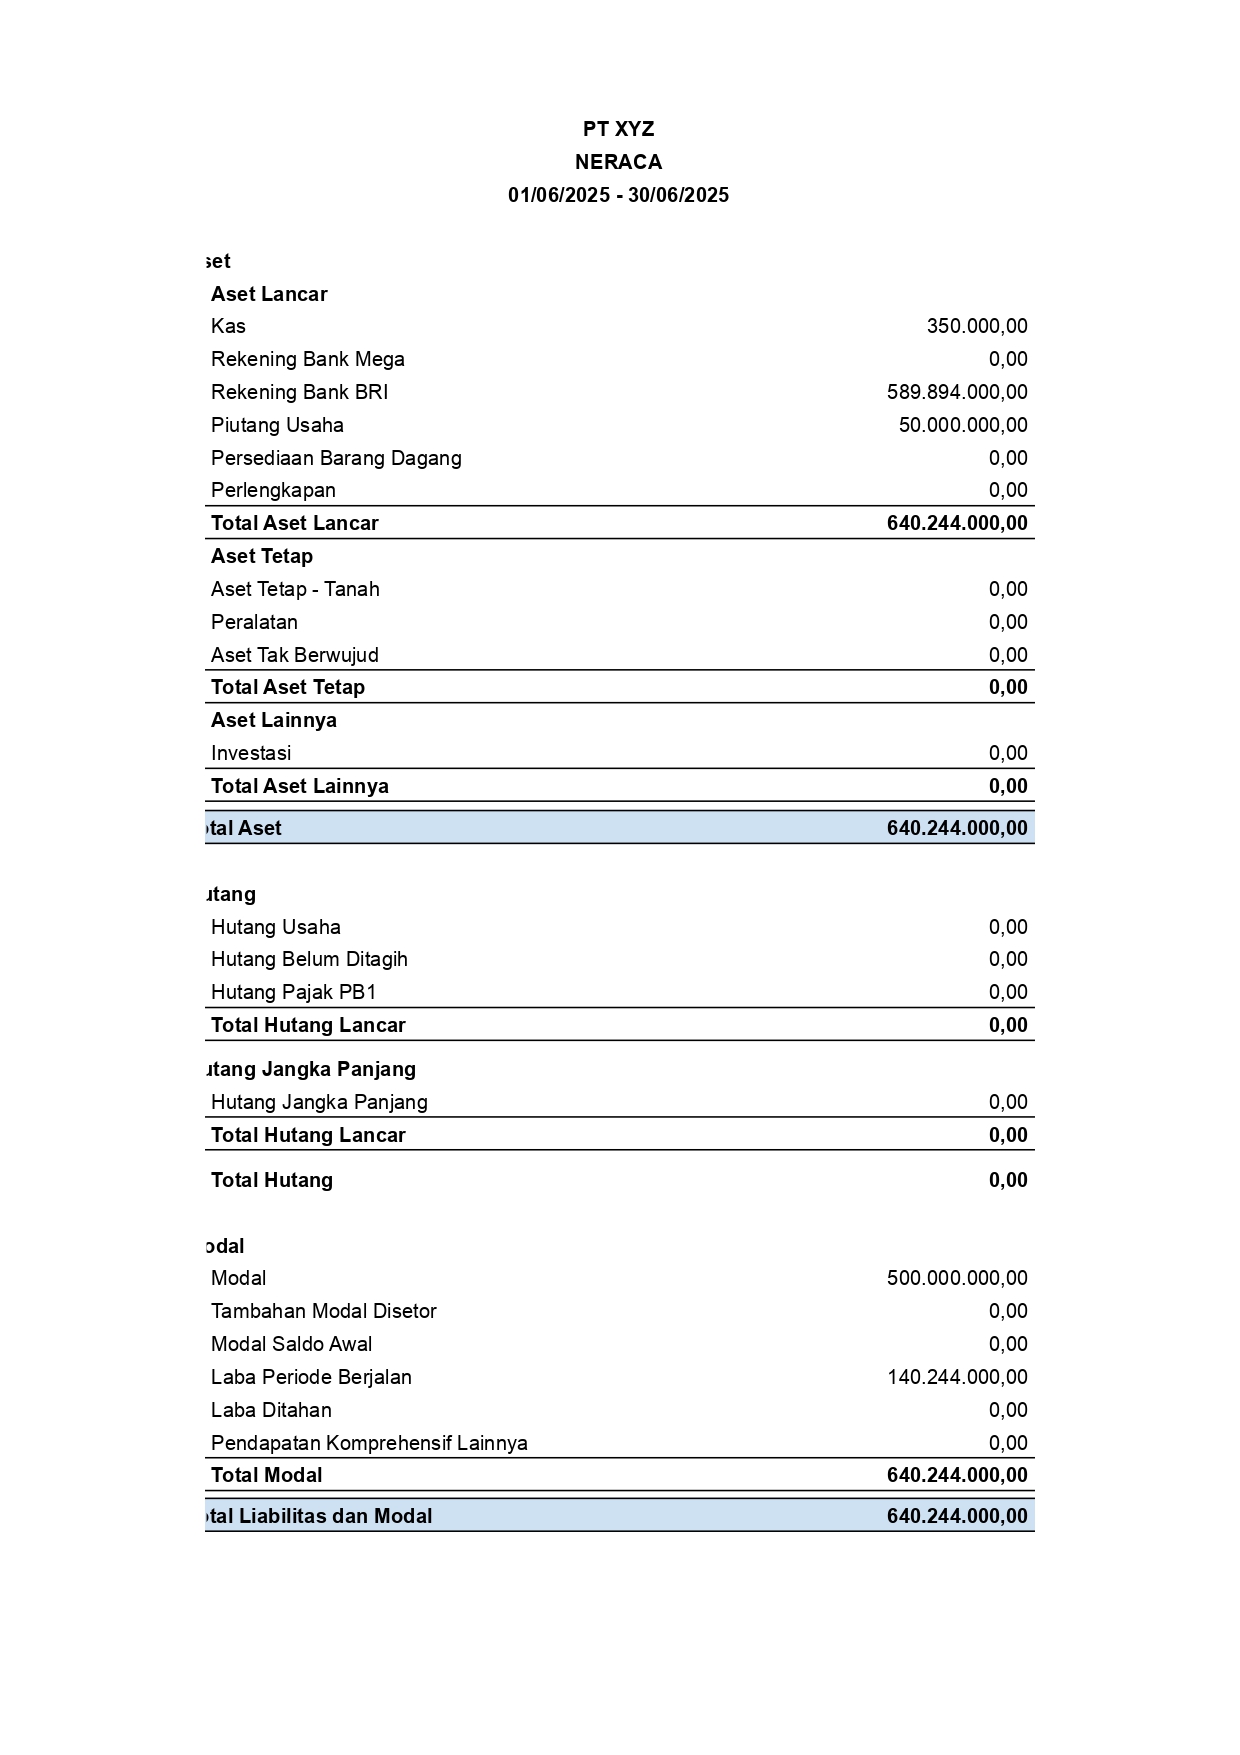 PT XYZ
NERACA
01/06/2025 - 30/06/2025
set
Aset Lancar
Kas 350.000,00
Rekening Bank Mega 0,00
Rekening Bank BRI 589.894.000,00
Piutang Usaha 50.000.000,00
Persediaan Barang Dagang 0,00
Perlengkapan 0,00
Total Aset Lancar 640.244.000,00
Aset Tetap
Aset Tetap - Tanah 0,00
Peralatan 0,00
Aset Tak Berwujud 0,00
Total Aset Tetap 0,00
Aset Lainnya
Investasi 0,00
Total Aset Lainnya 0,00
otal Aset 640.244.000,00
utang
Hutang Usaha 0,00
Hutang Belum Ditagih 0,00
Hutang Pajak PB1 0,00
Total Hutang Lancar 0,00
utang Jangka Panjang
Hutang Jangka Panjang 0,00
Total Hutang Lancar 0,00
Total Hutang 0,00
odal
Modal 500.000.000,00
Tambahan Modal Disetor 0,00
Modal Saldo Awal 0,00
Laba Periode Berjalan 140.244.000,00
Laba Ditahan 0,00
Pendapatan Komprehensif Lainnya 0,00
Total Modal 640.244.000,00
otal Liabilitas dan Modal 640.244.000,00